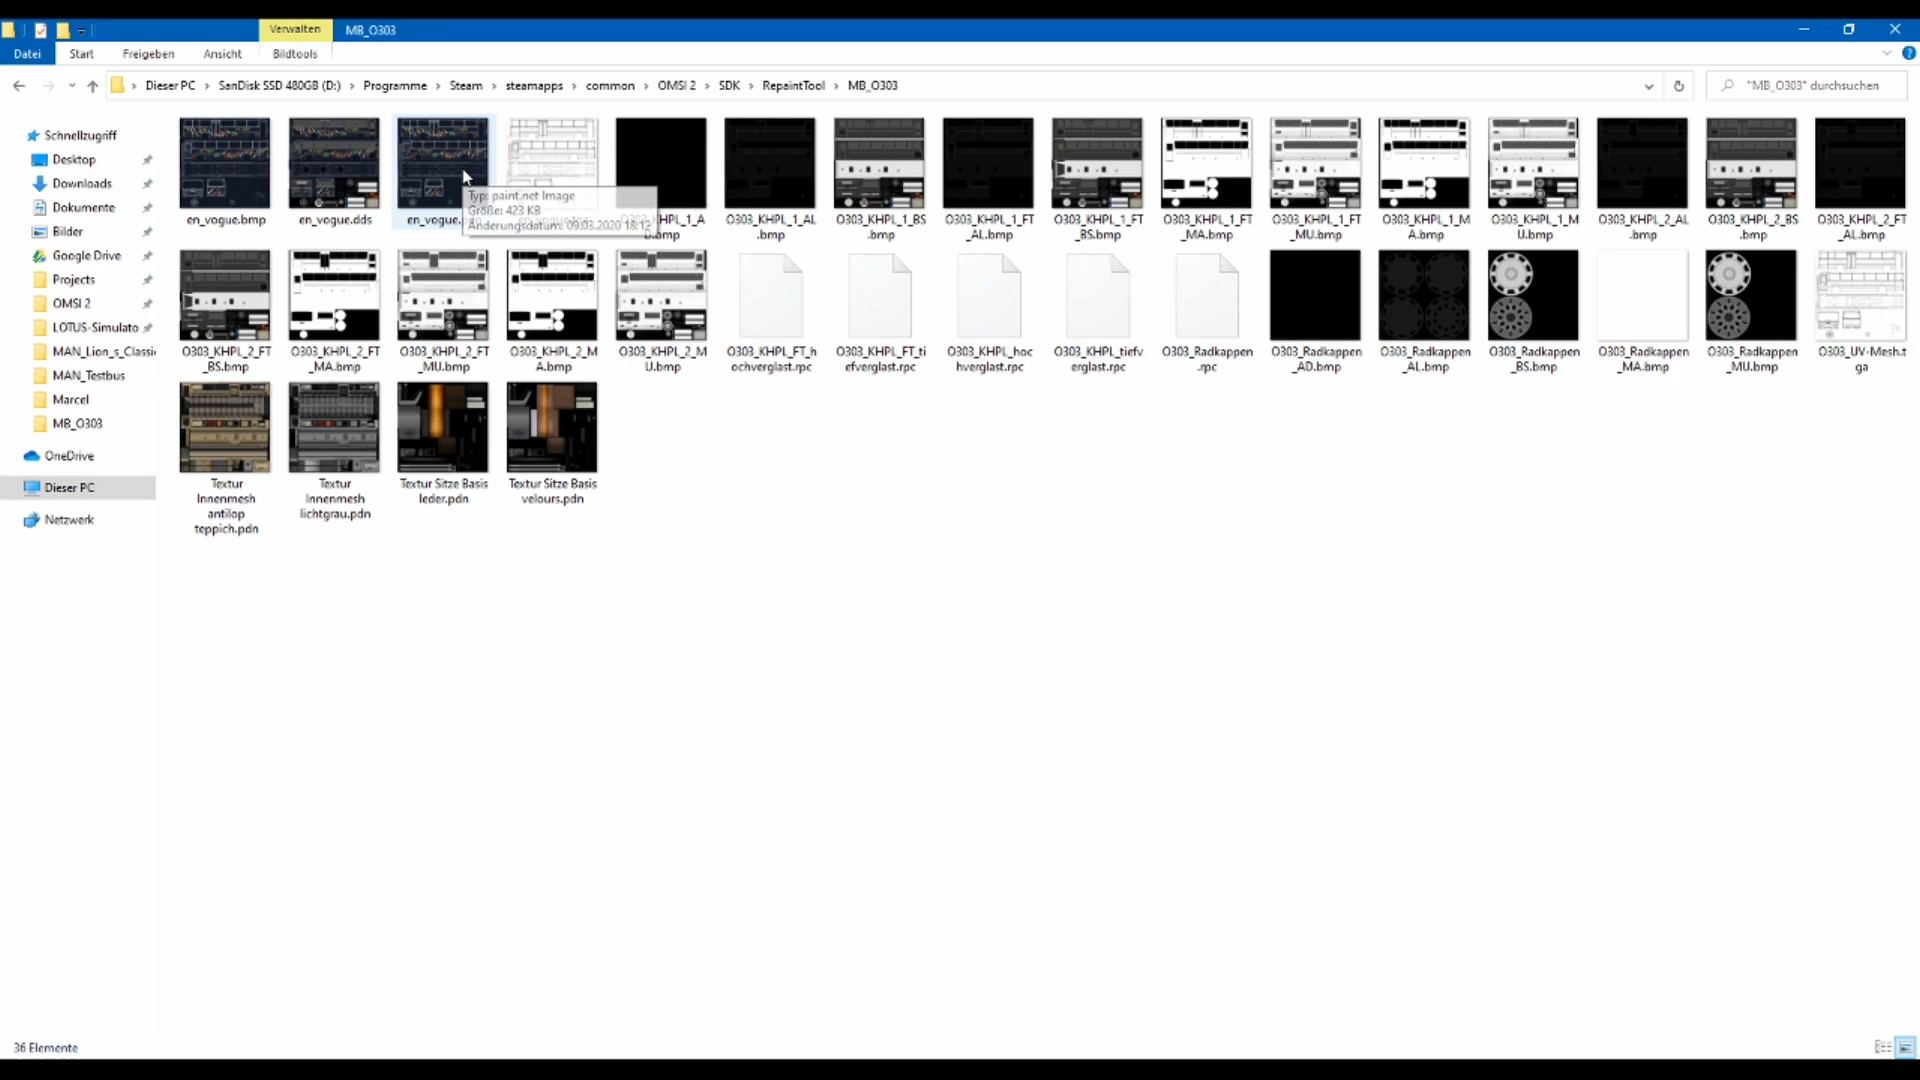 Verwalten
MB_O303
Datei
Start
Freigeben
Ansicht
Bildtools
Dieser PC
SanDisk SSD 480GB (D:)
Programme
Steam
steamapps
common
OMSI 2
SDK
RepaintTool
MB_O303
"MB_O303" durchsuchen
Schnellzugriff
Desktop
Downloads
Dokumente
Bilder
Google Drive
Projects
OMSI 2
LOTUS-Simulato
MAN_Lion_s_Classi
MAN_Testbus
Marcel
MB_O303
OneDrive
Dieser PC
Netzwerk
en_vogue.bmp
en_vogue.dds
en_vogue.
Typ: paint.net Image
Größe: 423 KB
Änderungsdatum: 09.03.2020 18:12
KHPL_1_A
.bmp
O303_KHPL_1_AL
.bmp
O303_KHPL_1_BS
.bmp
O303_KHPL_1_FT
_AL.bmp
O303_KHPL_1_FT
_BS.bmp
O303_KHPL_1_FT
_MA.bmp
O303_KHPL_1_FT
_MU.bmp
O303_KHPL_1_M
A.bmp
O303_KHPL_1_M
U.bmp
O303_KHPL_2_AL
.bmp
O303_KHPL_2_BS
.bmp
O303_KHPL_2_FT
_AL.bmp
O303_KHPL_2_FT
_BS.bmp
O303_KHPL_2_FT
_MA.bmp
O303_KHPL_2_FT
_MU.bmp
O303_KHPL_2_M
A.bmp
O303_KHPL_2_M
U.bmp
O303_KHPL_FT_h
ochverglast.rpc
O303_KHPL_FT_ti
efverglast.rpc
O303_KHPL_hoc
hverglast.rpc
O303_KHPL_tiefv
erglast.rpc
O303_Radkappen
.rpc
O303_Radkappen
_AD.bmp
O303_Radkappen
_AL.bmp
O303_Radkappen
_BS.bmp
O303_Radkappen
_MA.bmp
O303_Radkappen
_MU.bmp
O303_UV-Mesh.t
ga
Textur
Innenmesh
antilop
teppich.pdn
Textur
Innenmesh
lichtgrau.pdn
Textur Sitze Basis
leder.pdn
Textur Sitze Basis
velours.pdn
36 Elemente